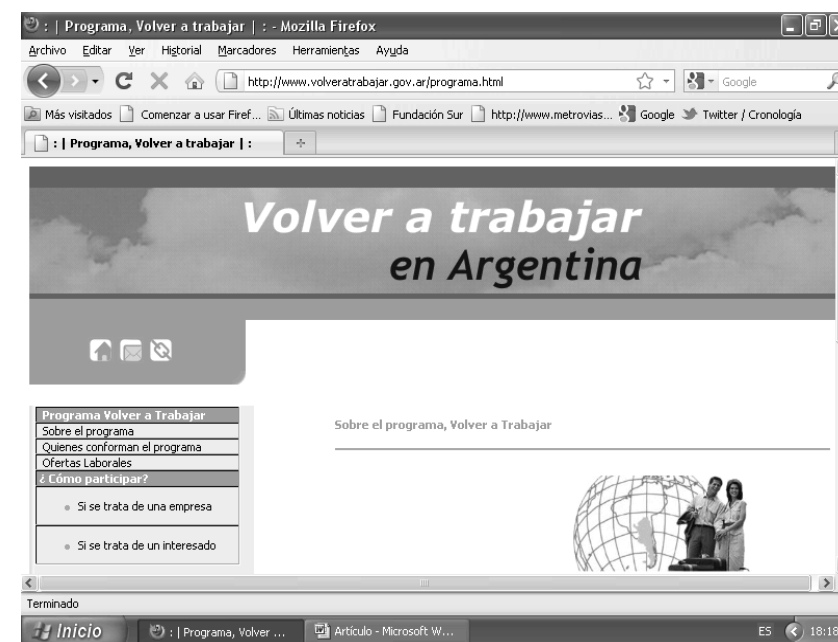 : | Programa, Volver a trabajar | : - Mozilla Firefox
Archivo Editar Ver Historial Marcadores Herramientas Ayuda
http://www.volveratrabajar.gov.ar/programa.html Google
Más visitados Comenzar a usar Firef... Últimas noticias Fundación Sur http://www.metrovias... Google Twitter / Cronología
: | Programa, Volver a trabajar | :
Volver a trabajar
en Argentina
Programa Volver a Trabajar
Sobre el programa
Quienes conforman el programa
Ofertas Laborales
¿ Cómo participar?
Si se trata de una empresa
Si se trata de un interesado
Sobre el programa, Volver a Trabajar
Terminado
Inicio : | Programa, Volver ... Artículo - Microsoft W... ES 18:18